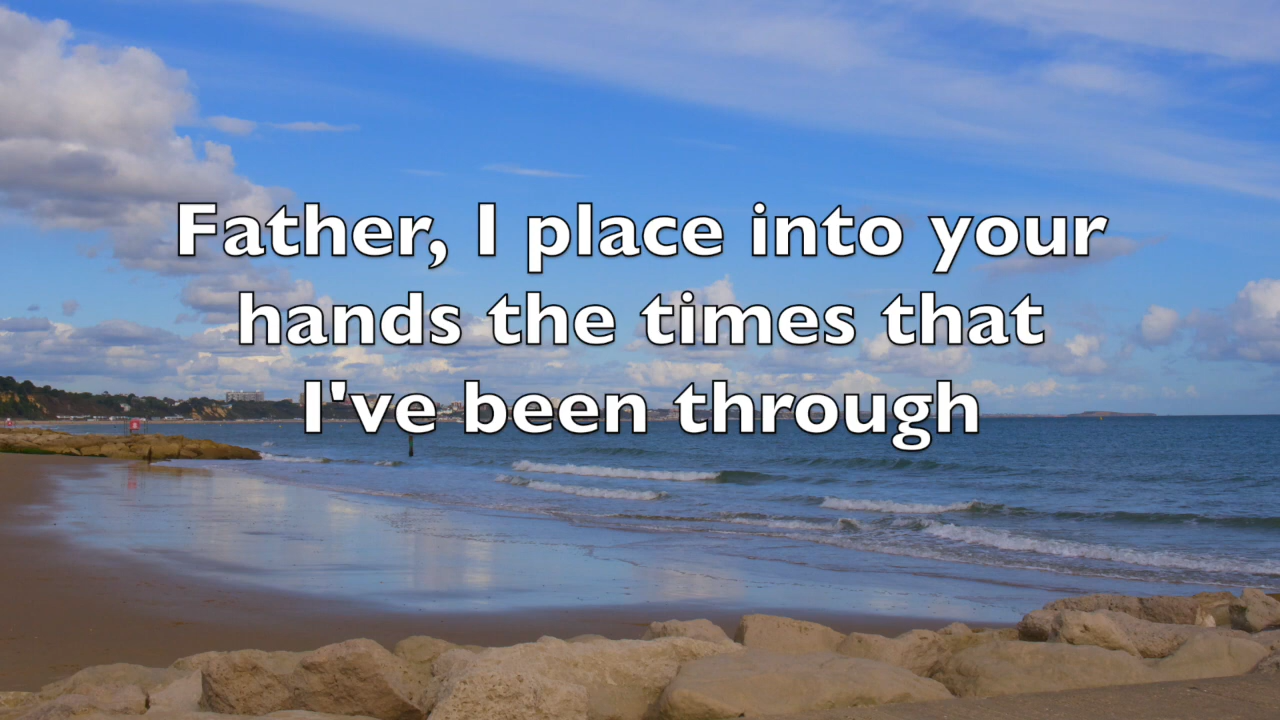 Father, I place into your
hands the times that
I've been through